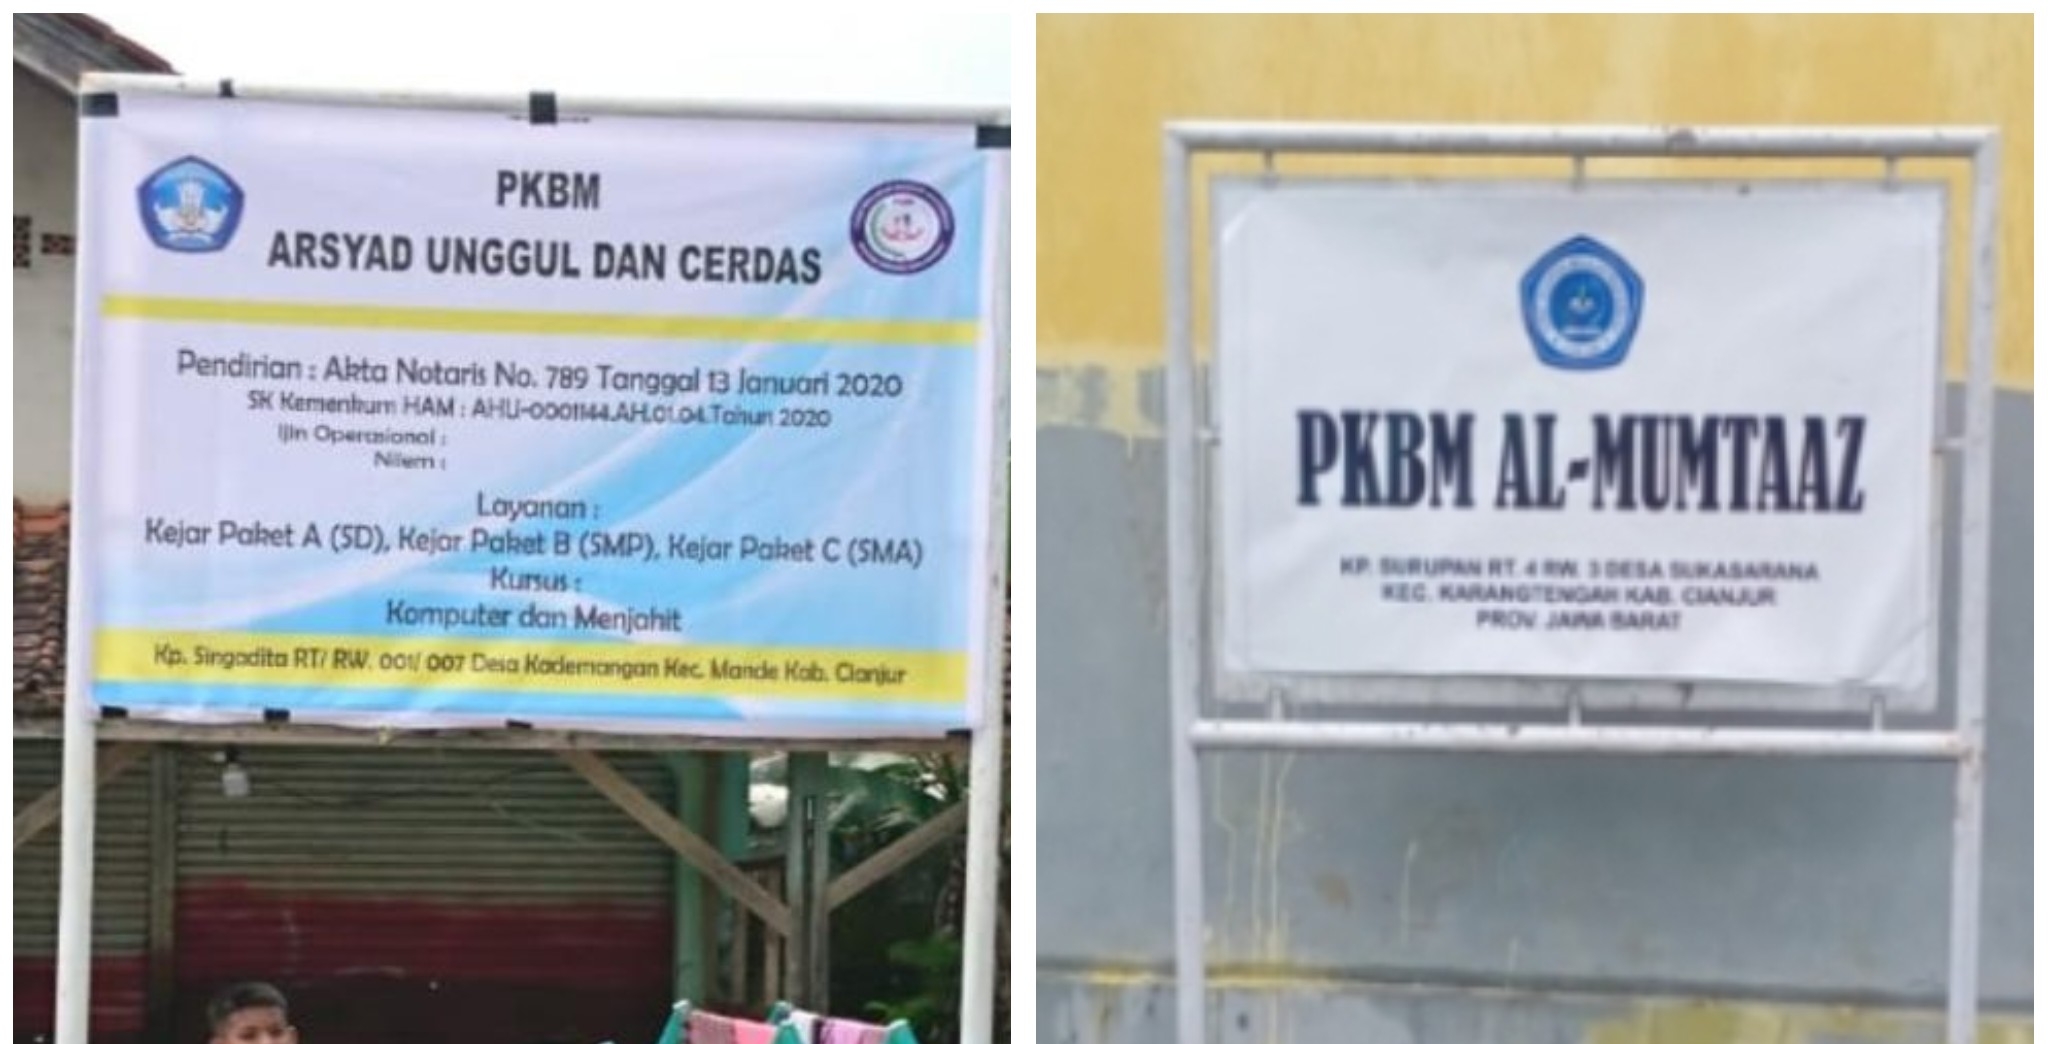 PKBM
ARSYAD UNGGUL DAN CERDAS
Pendirian : Akta Notaris No. 789 Tanggal 13 Januari 2020
SK Kemenkum HAM : AHU-0001144.AH.01.04.Tahun 2020
Ijin Operasional :
Nilem :
Layanan :
Kejar Paket A (SD), Kejar Paket B (SMP), Kejar Paket C (SMA)
Kursus :
Komputer dan Menjahit
Kp. Singadita RT/ RW. 001/ 007 Desa Kademangan Kec. Mande Kab. Cianjur
PKBM AL-MUMTAAZ
KP. SURUPAN RT. 4 RW. 3 DESA SUKASARANA
KEC. KARANGTENGAH KAB. CIANJUR
PROV. JAWA BARAT